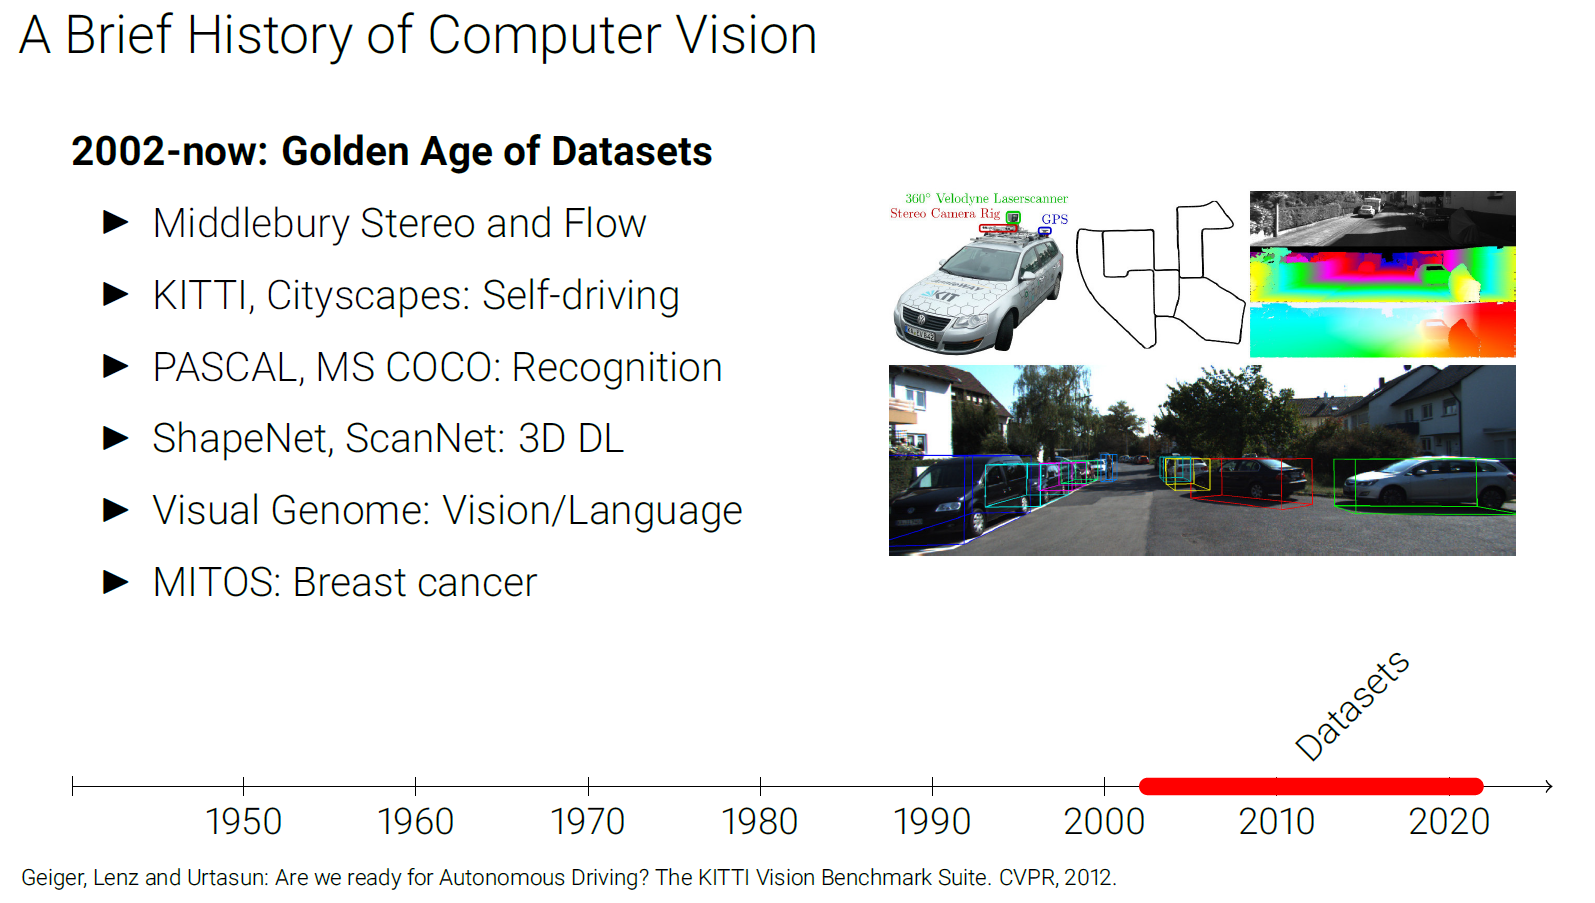 A Brief History of Computer Vision
2002-now: Golden Age of Datasets
Middlebury Stereo and Flow
KITTI, Cityscapes: Self-driving
PASCAL, MS COCO: Recognition
ShapeNet, ScanNet: 3D DL
Visual Genome: Vision/Language
MITOS: Breast cancer
360° Velodyne Laserscanner
Stereo Camera Rig
GPS
Datasets
1950 1960 1970 1980 1990 2000 2010 2020
Geiger, Lenz and Urtasun: Are we ready for Autonomous Driving? The KITTI Vision Benchmark Suite. CVPR, 2012.